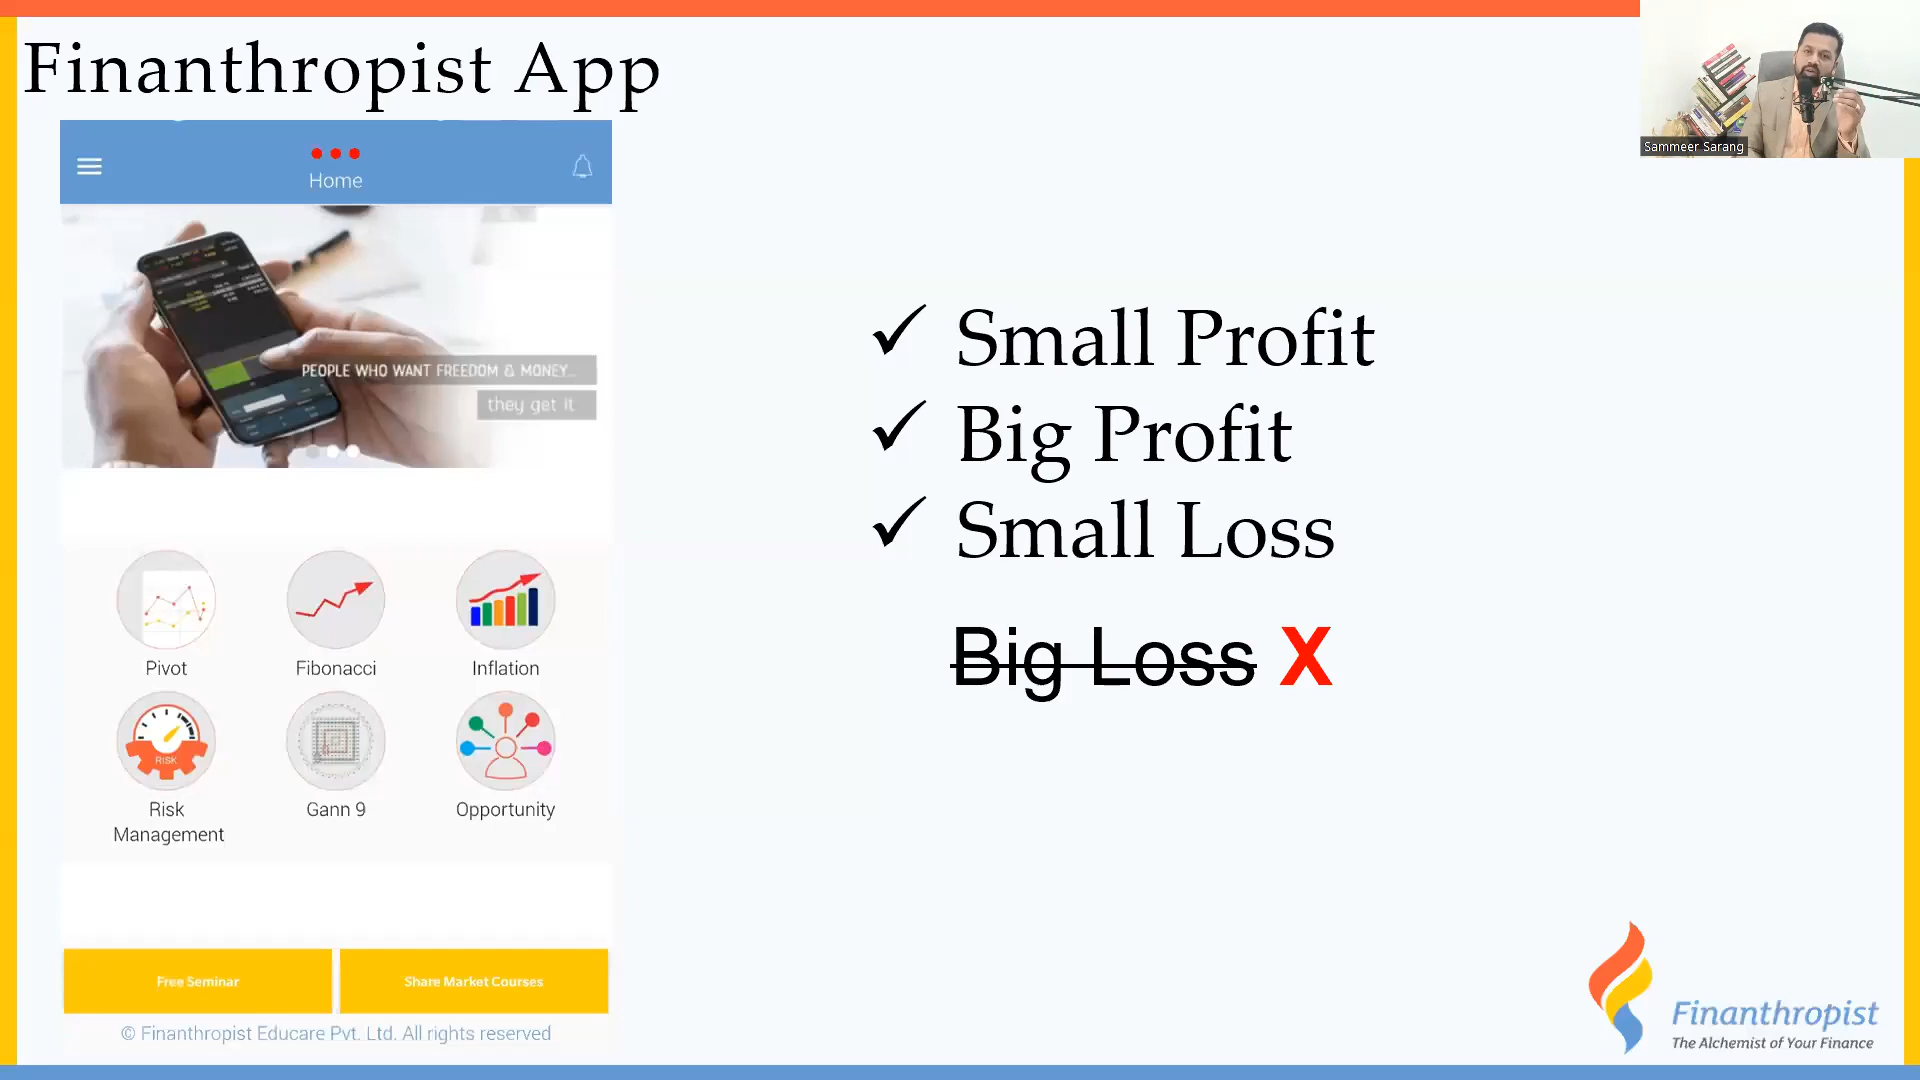 Finanthropist App
Sammeer Sarang
Home
PEOPLE WHO WANT FREEDOM & MONEY...
they get it
Pivot
Fibonacci
Inflation
RISK
Risk
Management
Gann 9
Opportunity
Free Seminar
Share Market Courses
© Finanthropist Educare Pvt. Ltd. All rights reserved
Small Profit
Big Profit
Small Loss
Big Loss X
Finanthropist
The Alchemist of Your Finance